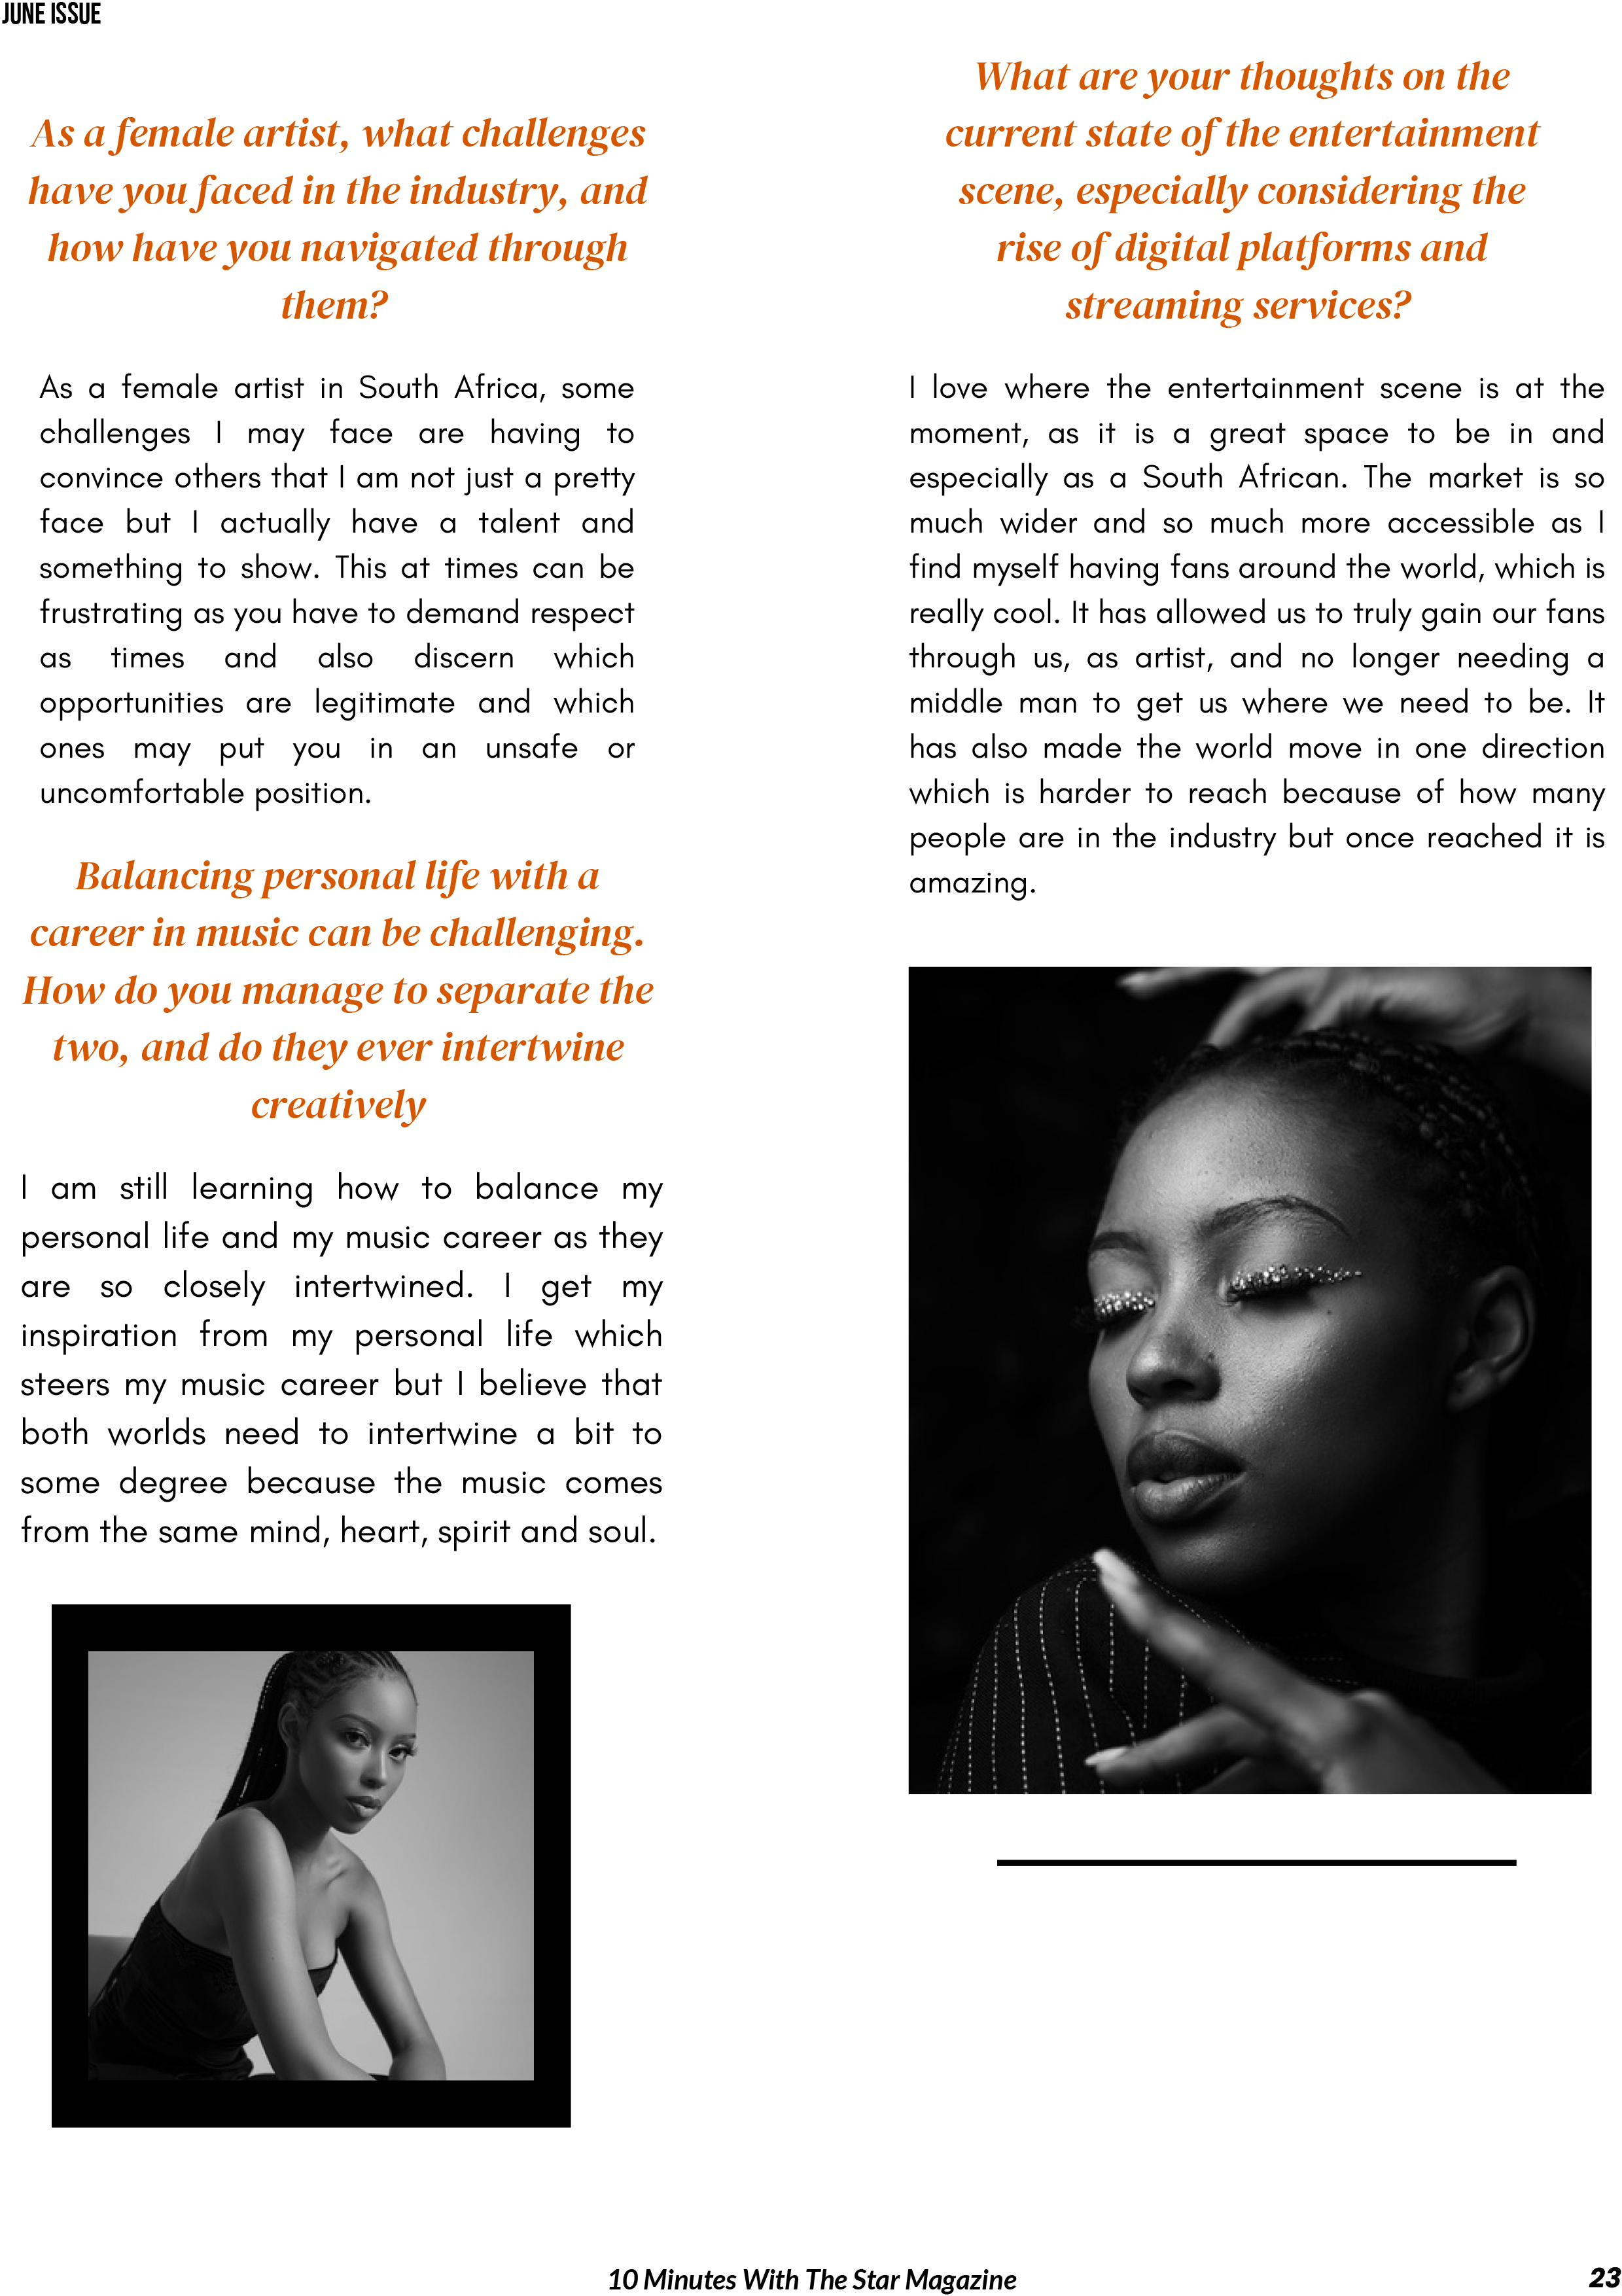 JUNE ISSUE
As a female artist, what challenges
have you faced in the industry, and
how have you navigated through
them?
As a female artist in South Africa, some
challenges I may face are having to
convince others that I am not just a pretty
face but I actually have a talent and
something to show. This at times can be
frustrating as you have to demand respect
as times and also discern which
opportunities are legitimate and which
ones may put you in an unsafe or
uncomfortable position.
Balancing personal life with a
career in music can be challenging.
How do you manage to separate the
two, and do they ever intertwine
creatively
I am still learning how to balance my
personal life and my music career as they
are so closely intertwined. I get my
inspiration from my personal life which
steers my music career but I believe that
both worlds need to intertwine a bit to
some degree because the music comes
from the same mind, heart, spirit and soul.
What are your thoughts on the
current state of the entertainment
scene, especially considering the
rise of digital platforms and
streaming services?
I love where the entertainment scene is at the
moment, as it is a great space to be in and
especially as a South African. The market is so
much wider and so much more accessible as I
find myself having fans around the world, which is
really cool. It has allowed us to truly gain our fans
through us, as artist, and no longer needing a
middle man to get us where we need to be. It
has also made the world move in one direction
which is harder to reach because of how many
people are in the industry but once reached it is
amazing.
10 Minutes With The Star Magazine
23